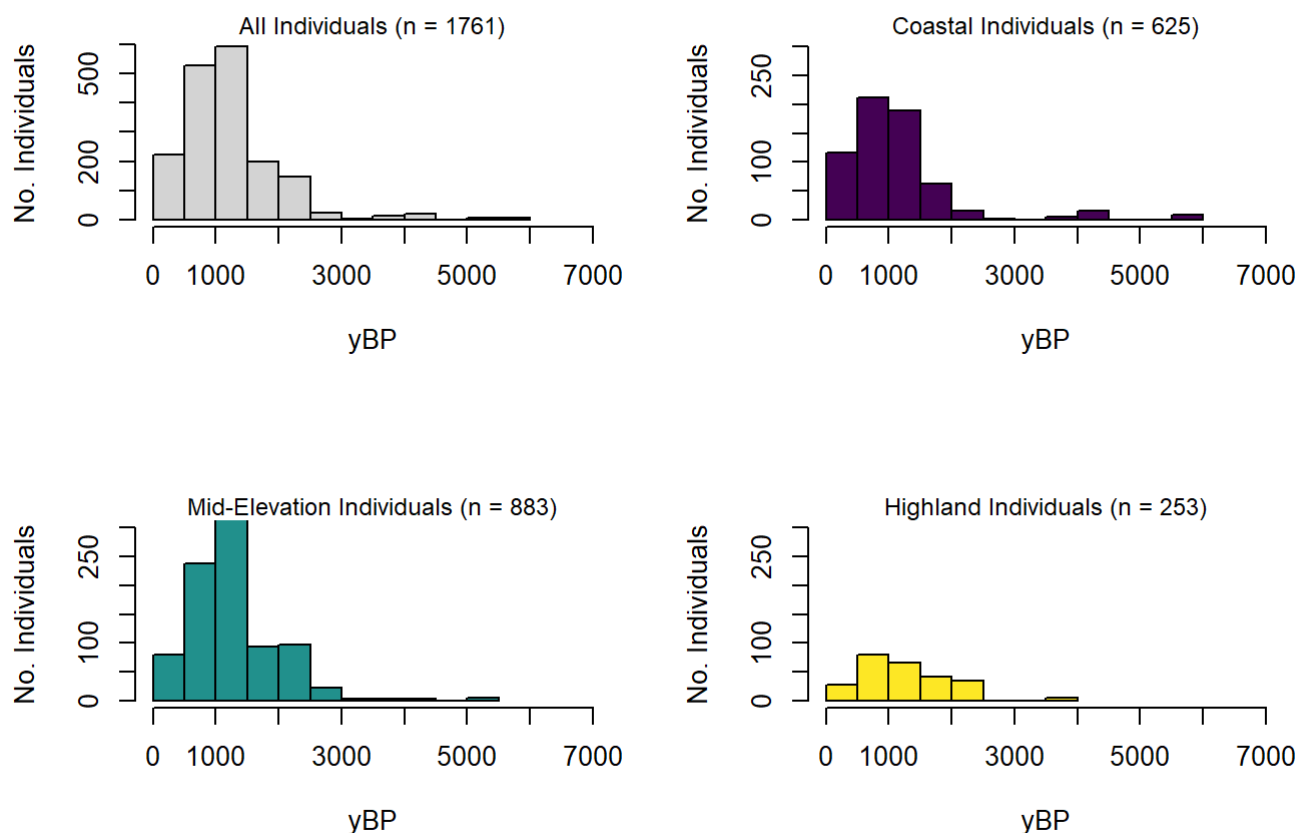 All Individuals (n = 1761)
No. Individuals
0 200 500
0 1000 3000 5000 7000
yBP
Coastal Individuals (n = 625)
No. Individuals
0 100 250
0 1000 3000 5000 7000
yBP
Mid-Elevation Individuals (n = 883)
No. Individuals
0 100 250
0 1000 3000 5000 7000
yBP
Highland Individuals (n = 253)
No. Individuals
0 100 250
0 1000 3000 5000 7000
yBP